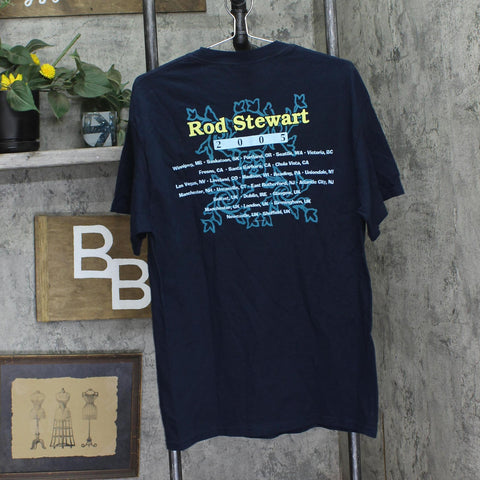 Rod Stewart
2005
Winnipeg, MB • Saskatoon, SK • Portland, OR • Seattle, WA • Victoria, BC
Fresno, CA • Santa Barbara, CA • Chula Vista, CA
Las Vegas, NV • Loveland, CO • Madison, WI • Reading, PA • Uniondale, NY
Manchester, NH • Uncasville, CT • East Rutherford, NJ • Atlantic City, NJ
Belfast, UK • Dublin, IRE • Glasgow, UK
Manchester, UK • London, UK • Birmingham, UK
Newcastle, UK • Sheffield, UK
BB